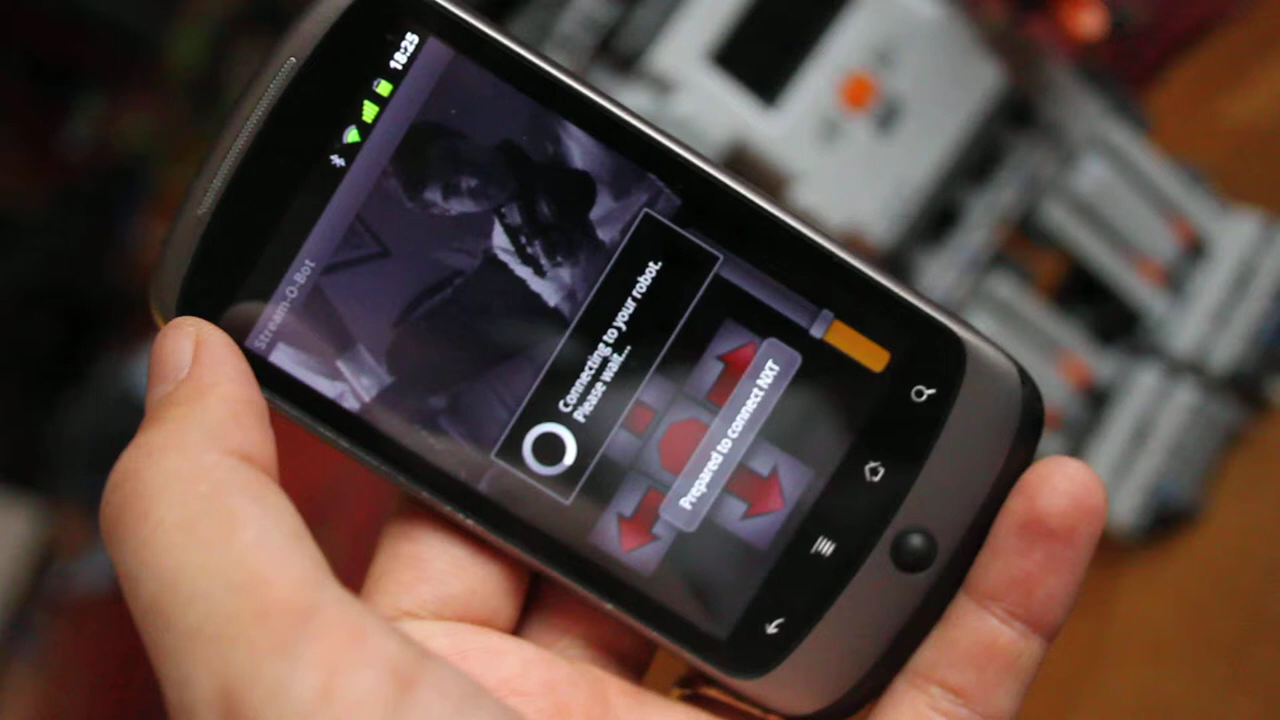 18:25
Stream-O-Bot
Connecting to your robot.
Please wait...
Prepared to connect NXT